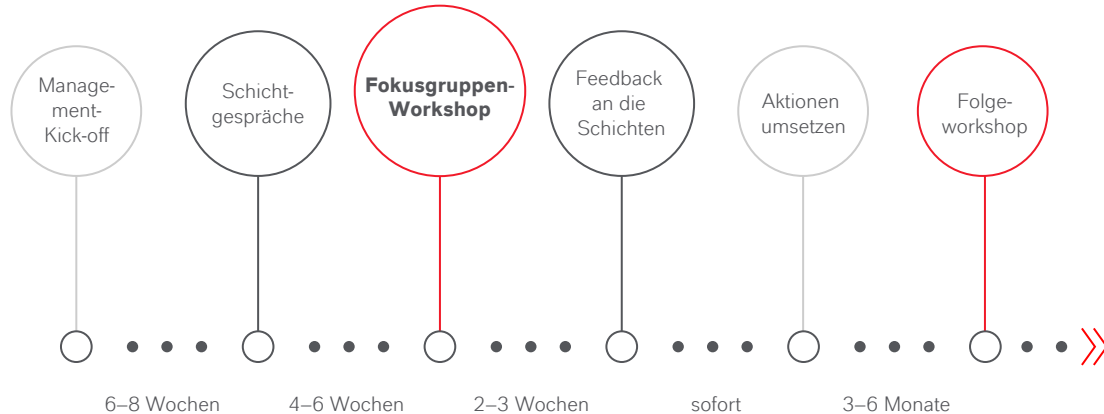 Manage-
ment-
Kick-off
Schicht-
gespräche
Fokusgruppen-
Workshop
Feedback
an die
Schichten
Aktionen
umsetzen
Folge-
workshop
6–8 Wochen
4–6 Wochen
2–3 Wochen
sofort
3–6 Monate